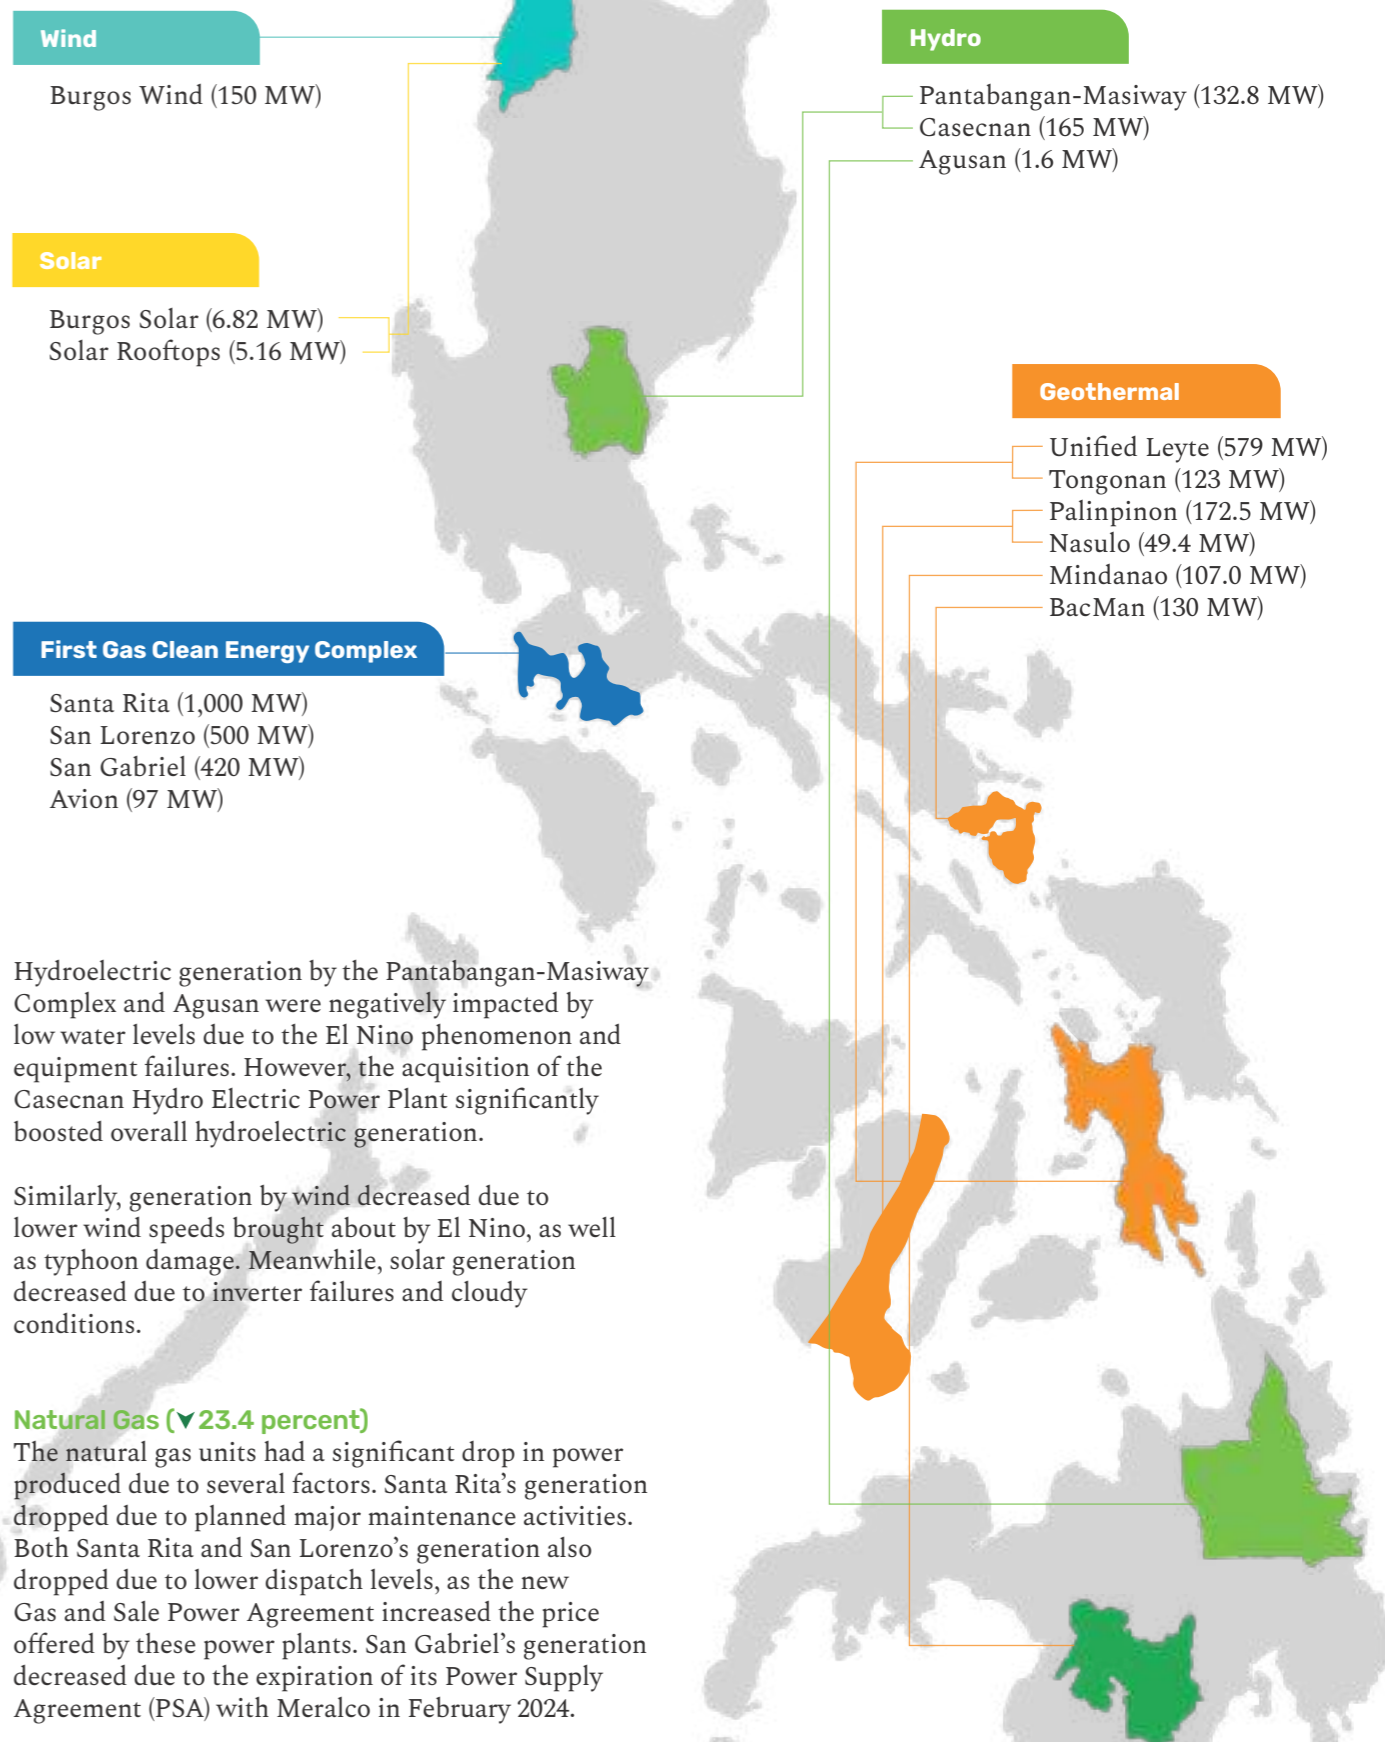 Wind
Burgos Wind (150 MW)
Hydro
Pantabangan-Masiway (132.8 MW)
Casecnan (165 MW)
Agusan (1.6 MW)
Solar
Burgos Solar (6.82 MW)
Solar Rooftops (5.16 MW)
Geothermal
Unified Leyte (579 MW)
Tongonan (123 MW)
Palinpinon (172.5 MW)
Nasulo (49.4 MW)
Mindanao (107.0 MW)
BacMan (130 MW)
First Gas Clean Energy Complex
Santa Rita (1,000 MW)
San Lorenzo (500 MW)
San Gabriel (420 MW)
Avion (97 MW)
Hydroelectric generation by the Pantabangan-Masiway
Complex and Agusan were negatively impacted by
low water levels due to the El Nino phenomenon and
equipment failures. However, the acquisition of the
Casecnan Hydro Electric Power Plant significantly
boosted overall hydroelectric generation.
Similarly, generation by wind decreased due to
lower wind speeds brought about by El Nino, as well
as typhoon damage. Meanwhile, solar generation
decreased due to inverter failures and cloudy
conditions.
Natural Gas (▼23.4 percent)
The natural gas units had a significant drop in power
produced due to several factors. Santa Rita's generation
dropped due to planned major maintenance activities.
Both Santa Rita and San Lorenzo's generation also
dropped due to lower dispatch levels, as the new
Gas and Sale Power Agreement increased the price
offered by these power plants. San Gabriel's generation
decreased due to the expiration of its Power Supply
Agreement (PSA) with Meralco in February 2024.